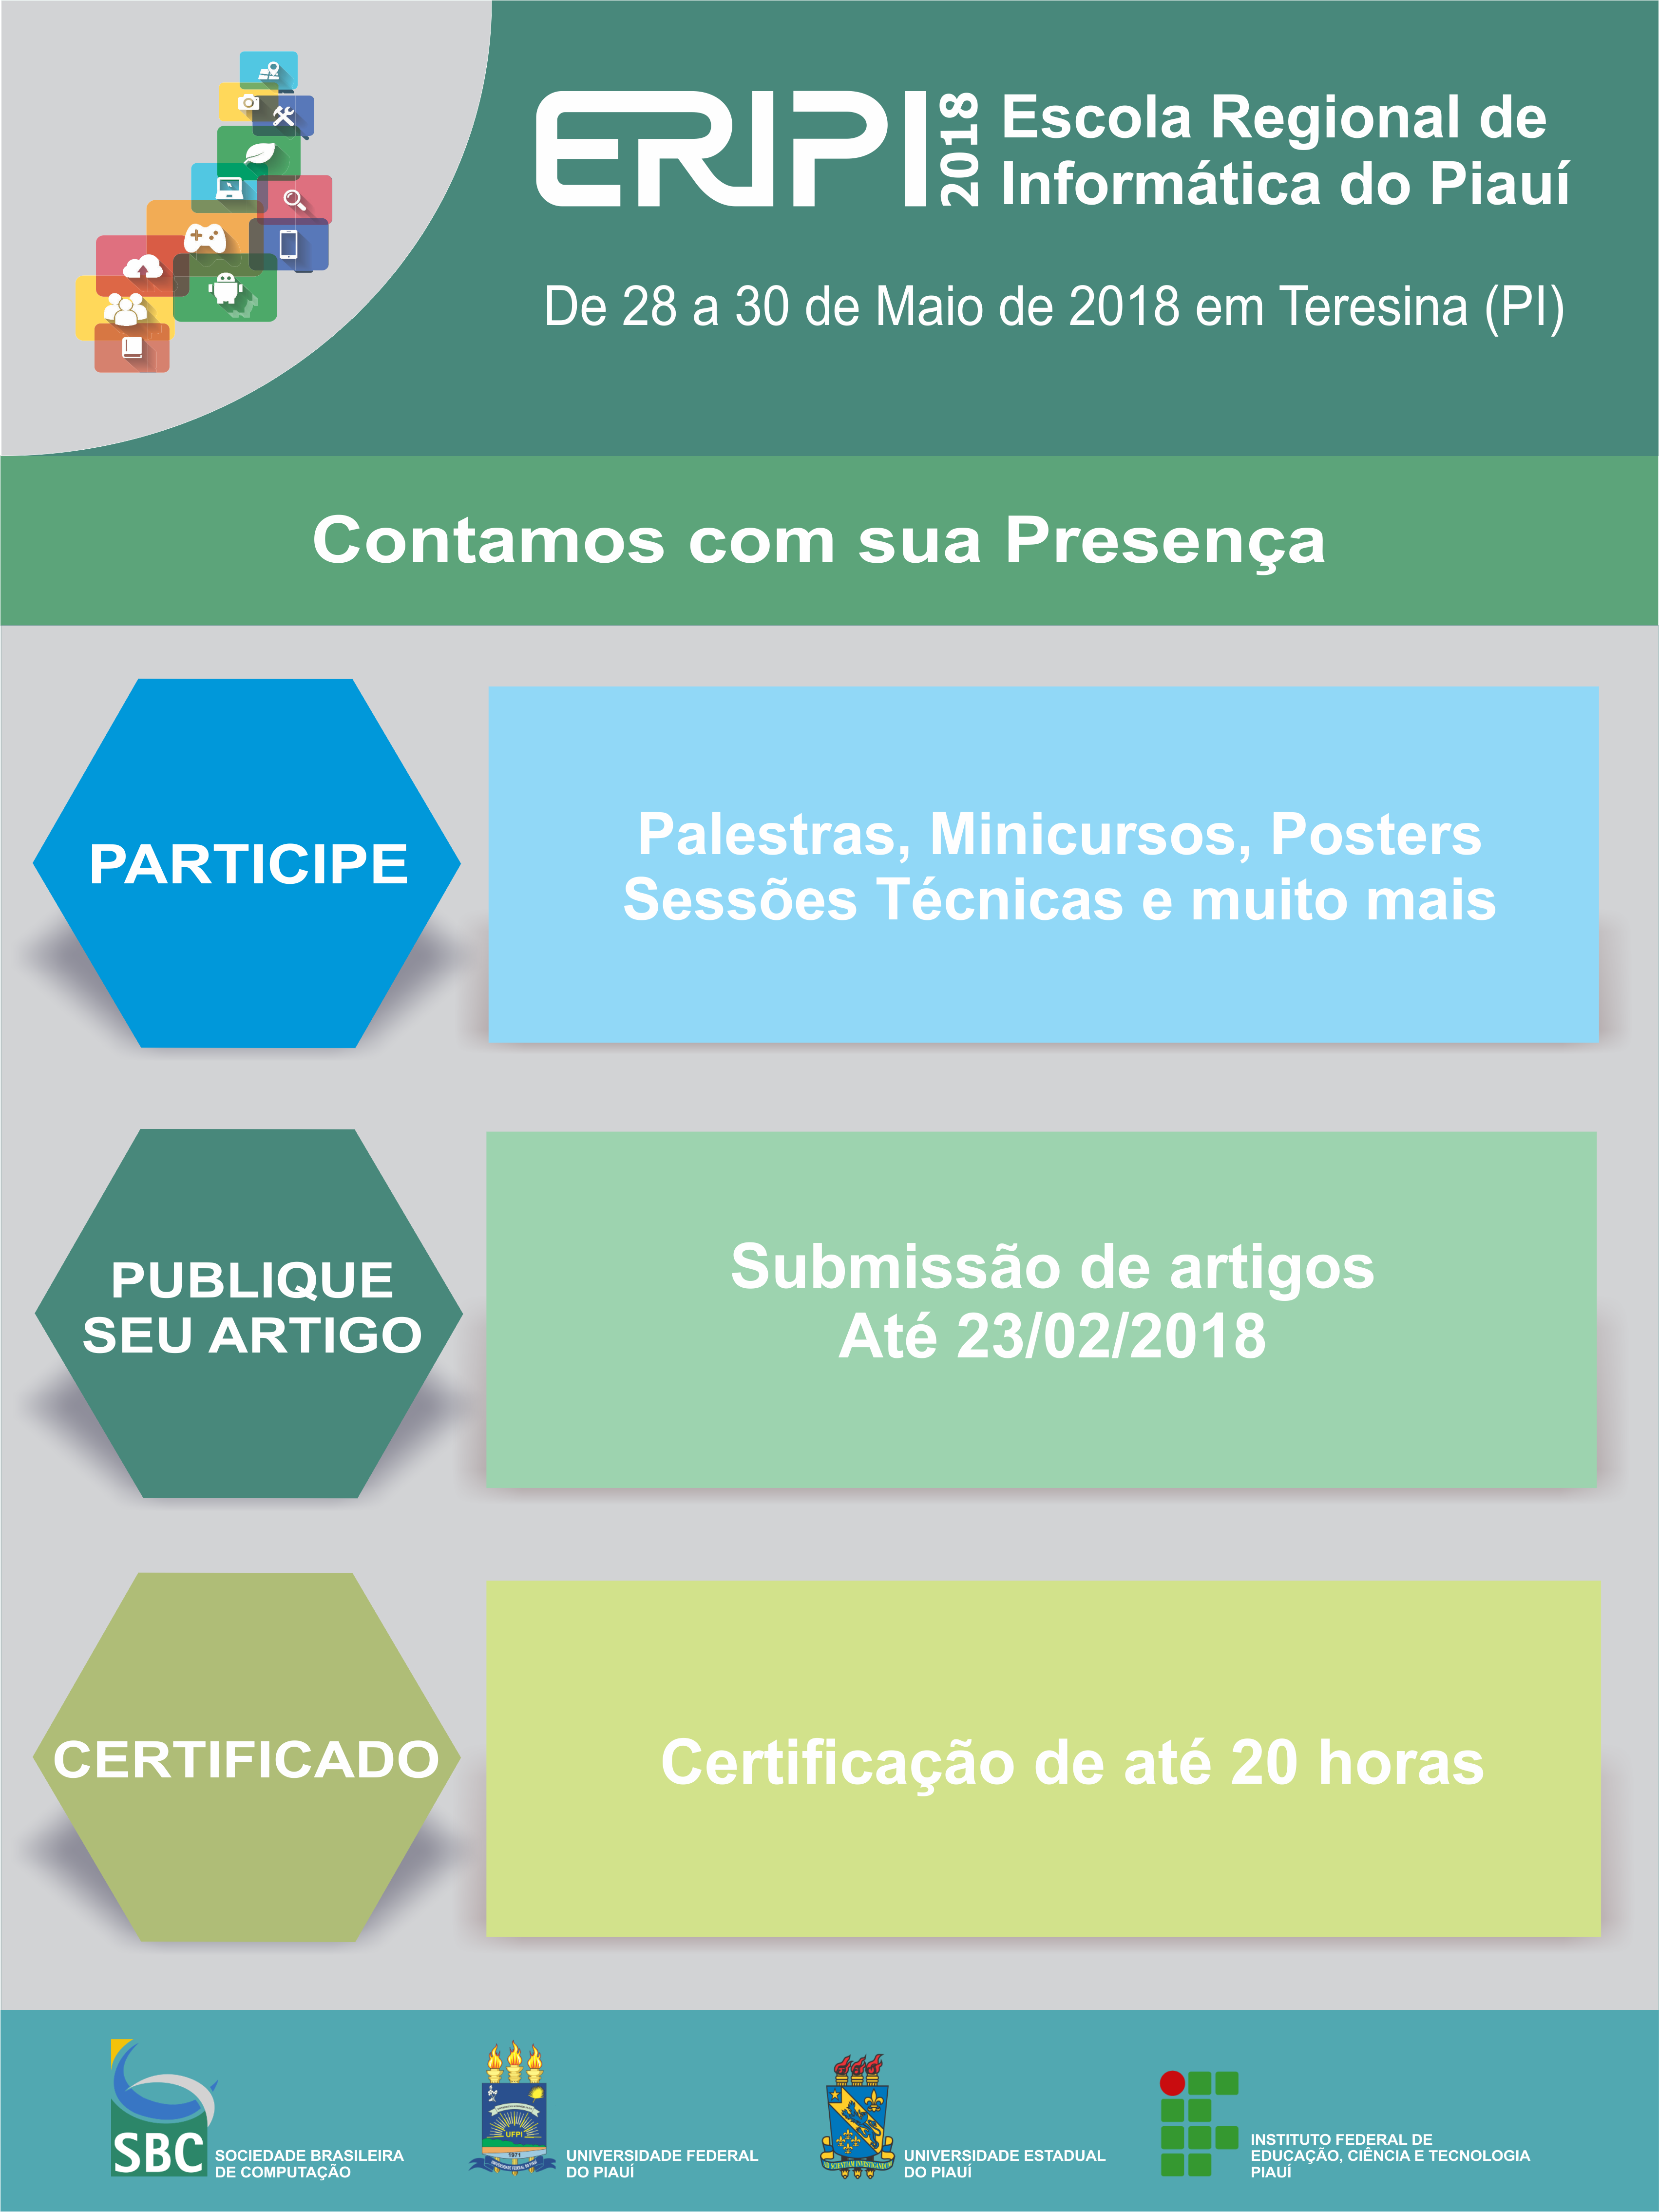 ERIPI 2018
Escola Regional de
Informática do Piauí
De 28 a 30 de Maio de 2018 em Teresina (PI)
Contamos com sua Presença
PARTICIPE
Palestras, Minicursos, Posters
Sessões Técnicas e muito mais
PUBLIQUE
SEU ARTIGO
Submissão de artigos
Até 23/02/2018
CERTIFICADO
Certificação de até 20 horas
SBC
SOCIEDADE BRASILEIRA
DE COMPUTAÇÃO
UFPI
1971
UNIVERSIDADE FEDERAL
DO PIAUÍ
UNIVERSIDADE ESTADUAL
DO PIAUÍ
INSTITUTO FEDERAL DE
EDUCAÇÃO, CIÊNCIA E TECNOLOGIA
PIAUÍ